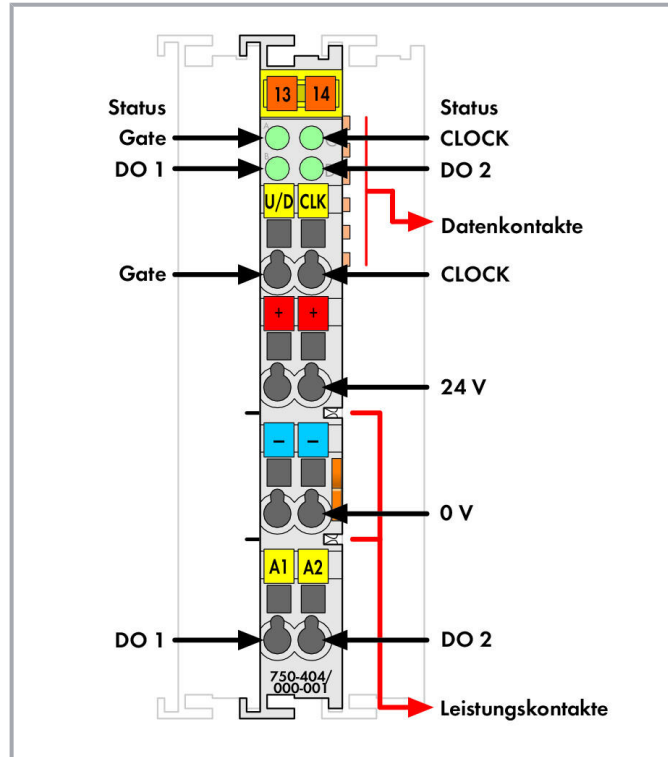 13 14
Status Status
Gate A C CLOCK
DO 1 B D DO 2
U/D CLK
Datenkontakte
Gate CLOCK
+ +
24 V
− −
0 V
A1 A2
DO 1 DO 2
750-404/
000-001
Leistungskontakte